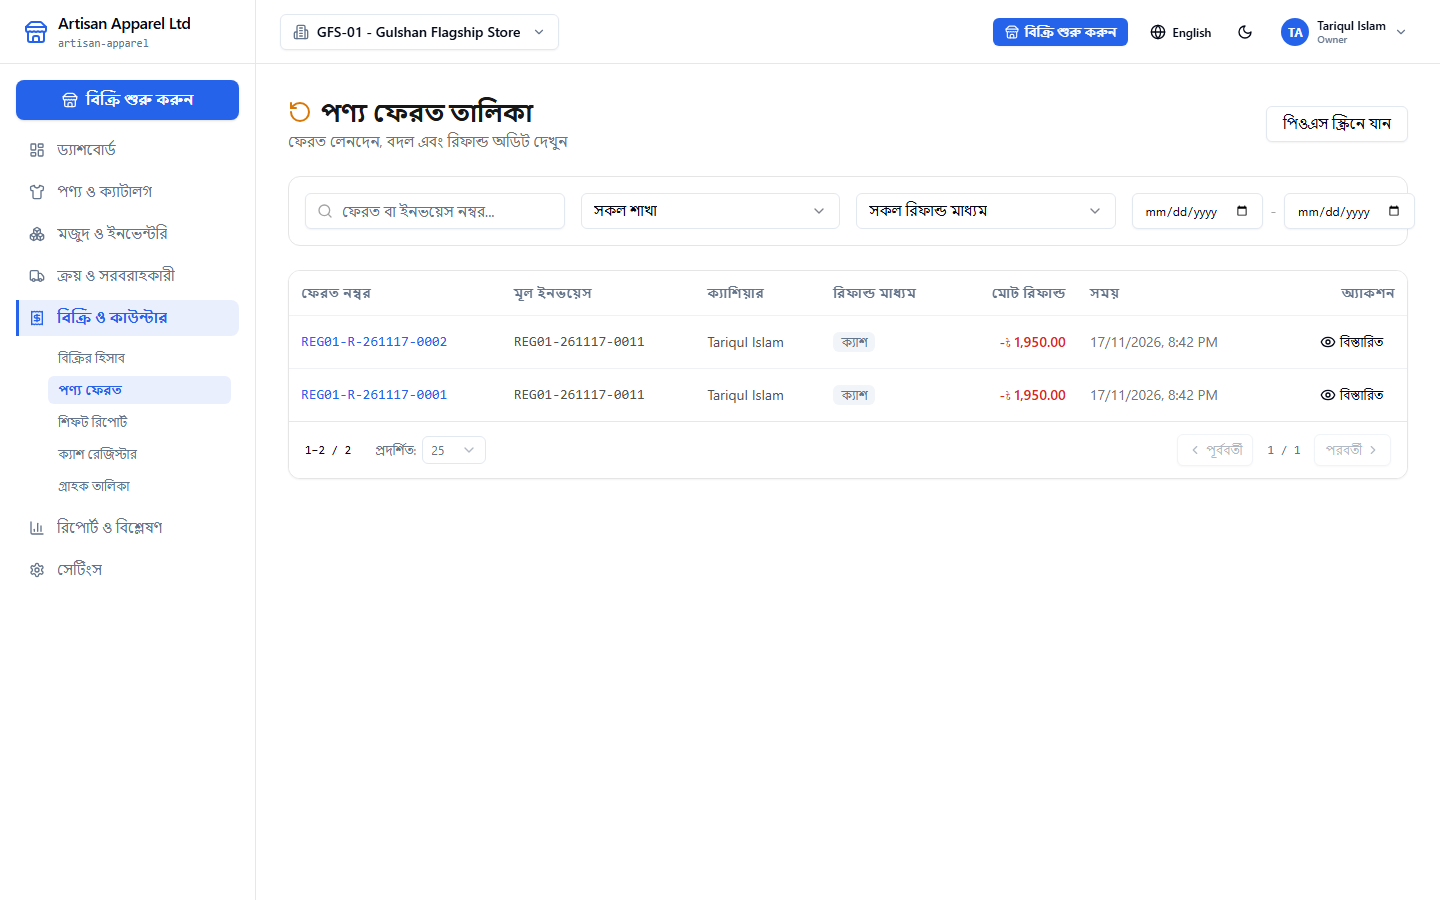 Artisan Apparel Ltd
artisan-apparel
GFS-01 - Gulshan Flagship Store
বিক্রি শুরু করুন
English
TA
Tariqul Islam
Owner
বিক্রি শুরু করুন
ড্যাশবোর্ড
পণ্য ও ক্যাটালগ
মজুদ ও ইনভেন্টরি
ক্রয় ও সরবরাহকারী
বিক্রি ও কাউন্টার
বিক্রির হিসাব
পণ্য ফেরত
শিফট রিপোর্ট
ক্যাশ রেজিস্টার
গ্রাহক তালিকা
রিপোর্ট ও বিশ্লেষণ
সেটিংস
পণ্য ফেরত তালিকা
ফেরত লেনদেন, বদল এবং রিফান্ড অডিট দেখুন
পিওএস স্ক্রিনে যান
ফেরত বা ইনভয়েস নম্বর...
সকল শাখা
সকল রিফান্ড মাধ্যম
mm/dd/yyyy - mm/dd/yyyy
ফেরত নম্বর মূল ইনভয়েস ক্যাশিয়ার রিফান্ড মাধ্যম মোট রিফান্ড সময় অ্যাকশন
REG01-R-261117-0002 REG01-261117-0011 Tariqul Islam ক্যাশ -৳ 1,950.00 17/11/2026, 8:42 PM বিস্তারিত
REG01-R-261117-0001 REG01-261117-0011 Tariqul Islam ক্যাশ -৳ 1,950.00 17/11/2026, 8:42 PM বিস্তারিত
1-2 / 2 প্রদর্শিত: 25 পূর্ববর্তী 1 / 1 পরবর্তী